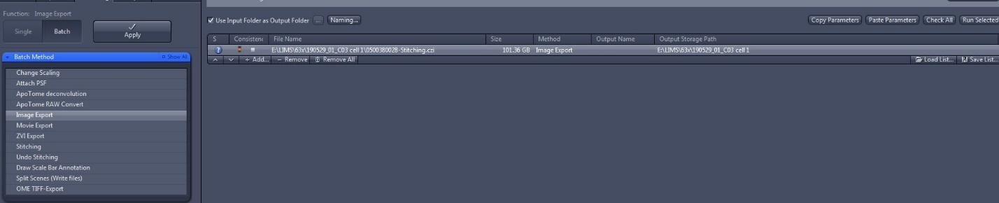 Function: Image Export
Single Batch Apply
Batch Method Show All
Change Scaling
Attach PSF
ApoTome deconvolution
ApoTome RAW Convert
Image Export
Movie Export
ZVI Export
Stitching
Undo Stitching
Draw Scale Bar Annotation
Split Scenes (Write files)
OME TIFF-Export
Use Input Folder as Output Folder ... Naming... Copy Parameters Paste Parameters Check All Run Selected
S Consistenc File Name Size Method Output Name Output Storage Path
? E:\LIMS\63x\190529_01_C03 cell 1\0500380028-Stitching.czi 101.36 GB Image Export E:\LIMS\63x\190529_01_C03 cell 1
+ Add... − Remove Remove All Load List... Save List...